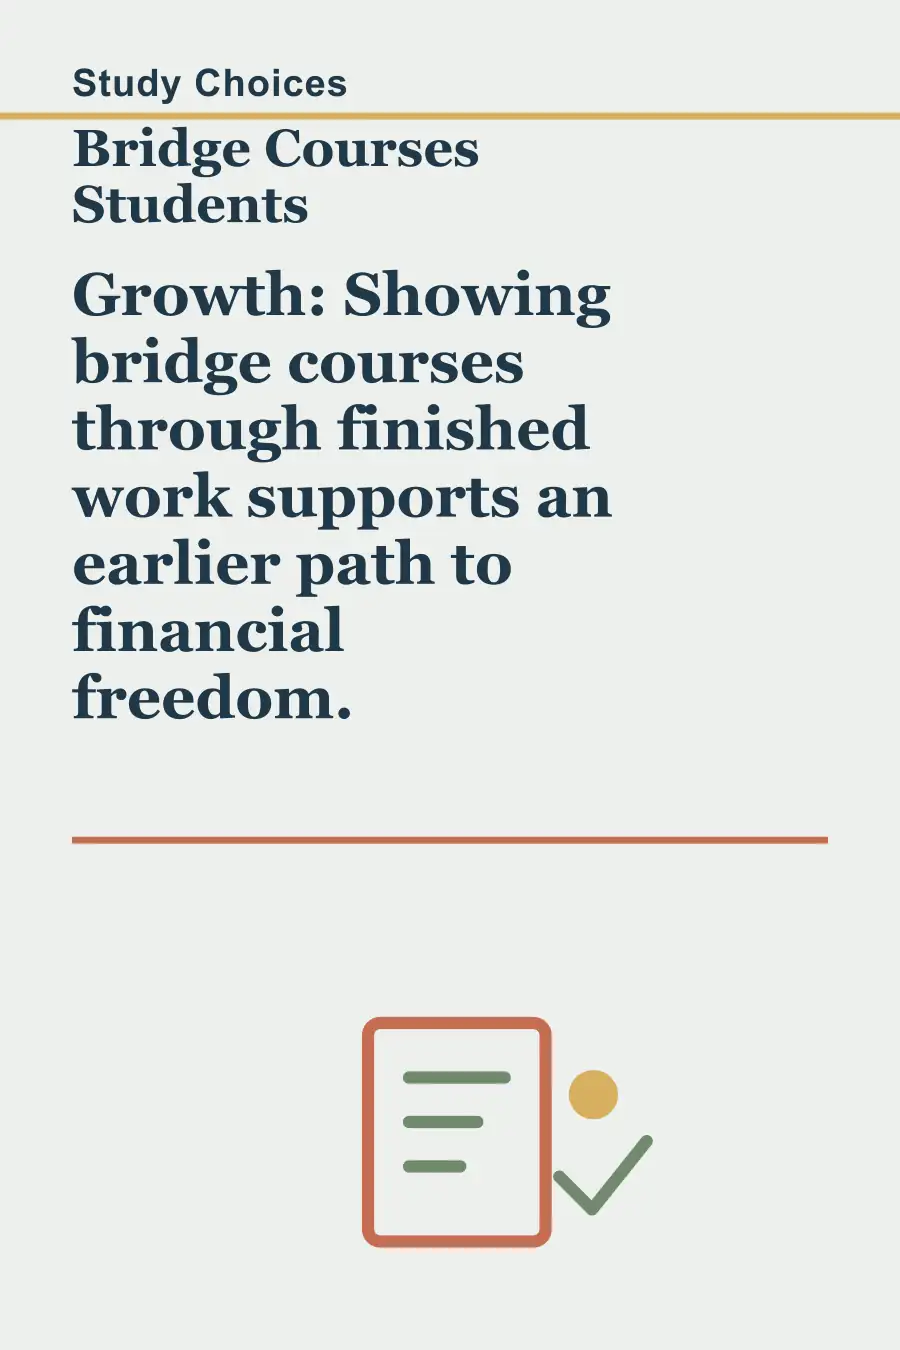 Study Choices
Bridge Courses
Students
Growth: Showing
bridge courses
through finished
work supports an
earlier path to
financial
freedom.